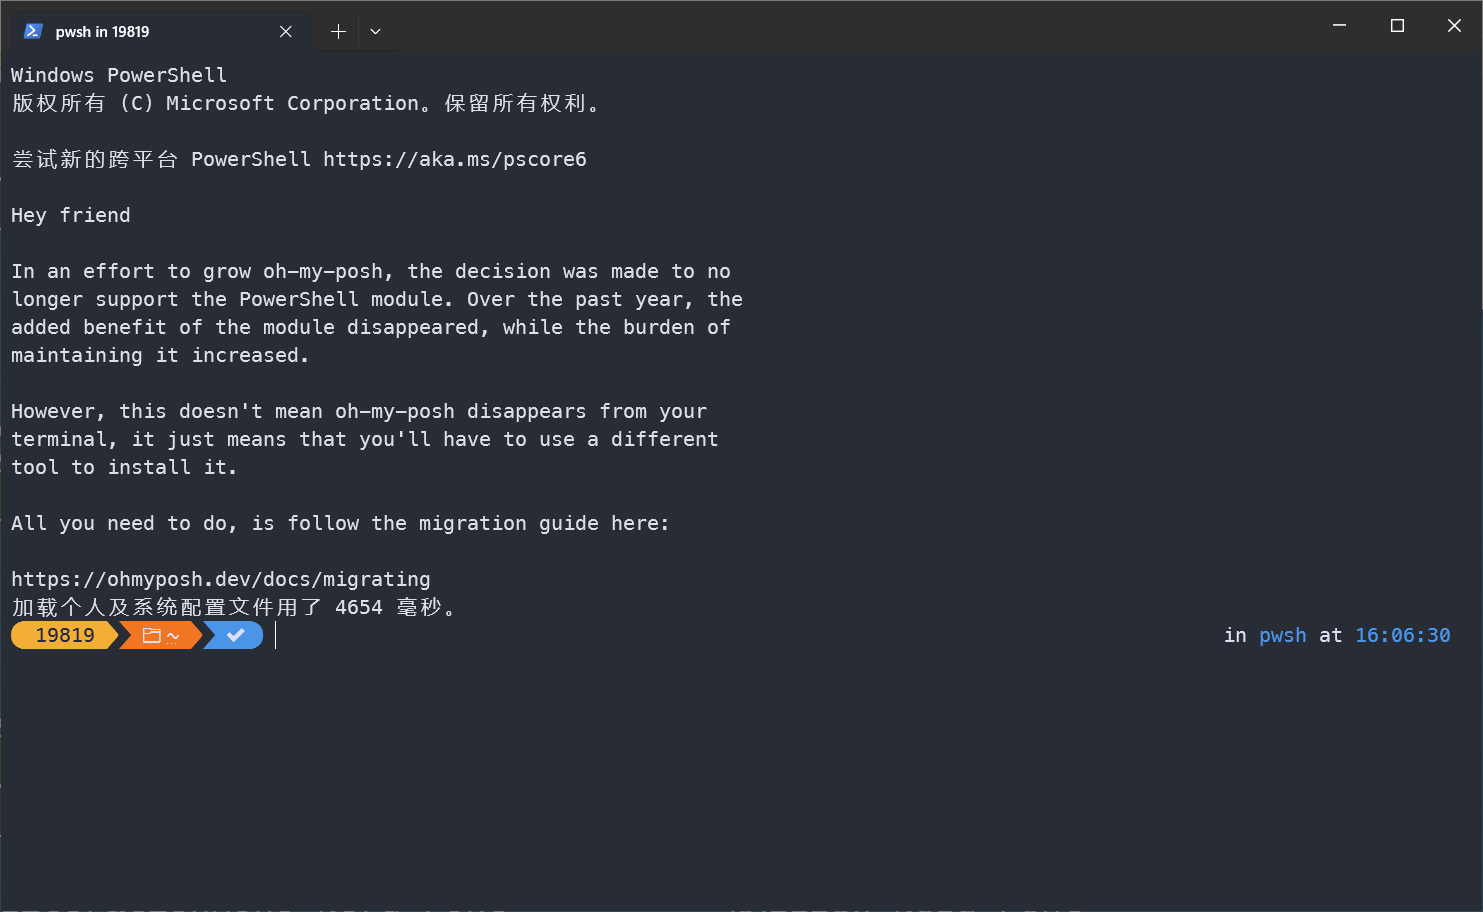 pwsh in 19819
Windows PowerShell
版权所有 (C) Microsoft Corporation。保留所有权利。
尝试新的跨平台 PowerShell https://aka.ms/pscore6
Hey friend
In an effort to grow oh-my-posh, the decision was made to no
longer support the PowerShell module. Over the past year, the
added benefit of the module disappeared, while the burden of
maintaining it increased.
However, this doesn't mean oh-my-posh disappears from your
terminal, it just means that you'll have to use a different
tool to install it.
All you need to do, is follow the migration guide here:
https://ohmyposh.dev/docs/migrating
加载个人及系统配置文件用了 4654 毫秒。
19819 ~ in pwsh at 16:06:30